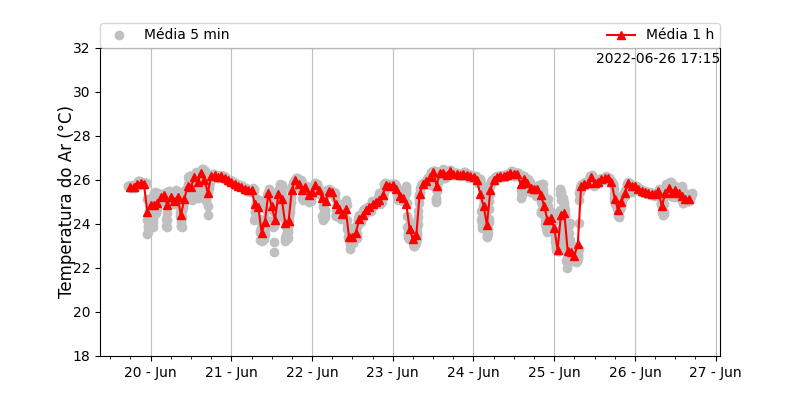 Média 5 min
Média 1 h
2022-06-26 17:15
Temperatura do Ar (°C)
32
30
28
26
24
22
20
18
20 - Jun
21 - Jun
22 - Jun
23 - Jun
24 - Jun
25 - Jun
26 - Jun
27 - Jun